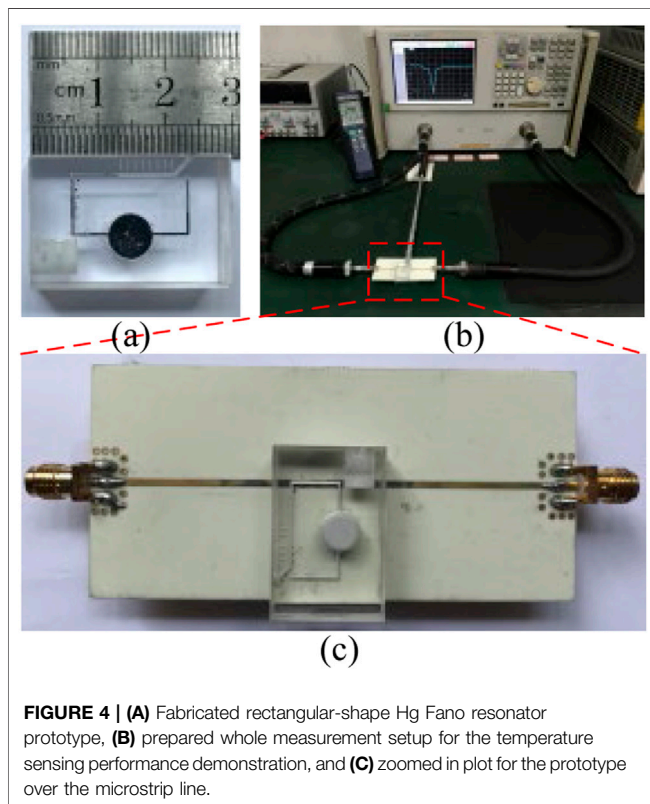 mm
cm 1 2 3
0.5mm
(a)
(b)
(c)
FIGURE 4 | (A) Fabricated rectangular-shape Hg Fano resonator
prototype, (B) prepared whole measurement setup for the temperature
sensing performance demonstration, and (C) zoomed in plot for the prototype
over the microstrip line.